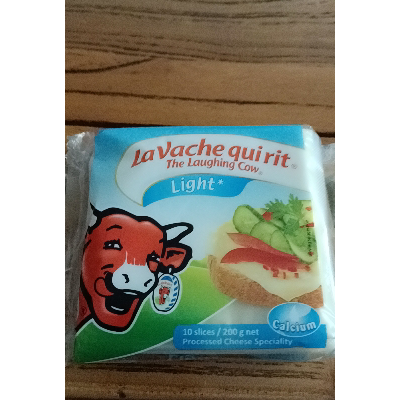 La Vache qui rit®
The Laughing Cow®
Light*
10 slices / 200 g net
Processed Cheese Speciality
Calcium